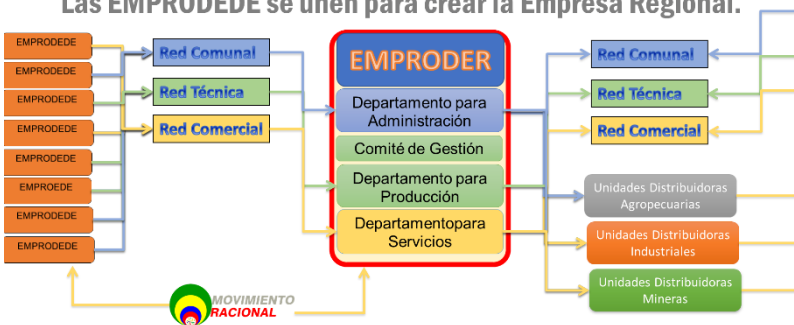 Las EMPRODEDE se unen para crear la Empresa Regional.
EMPRODEDE
EMPRODEDE
EMPRODEDE
EMPRODEDE
EMPRODEDE
EMPROEDE
EMPRODEDE
EMPRODEDE
Red Comunal
Red Técnica
Red Comercial
EMPRODER
Departamento para
Administración
Comité de Gestión
Departamento para
Producción
Departamentopara
Servicios
Red Comunal
Red Técnica
Red Comercial
Unidades Distribuidoras
Agropecuarias
Unidades Distribuidoras
Industriales
Unidades Distribuidoras
Mineras
MOVIMIENTO
RACIONAL